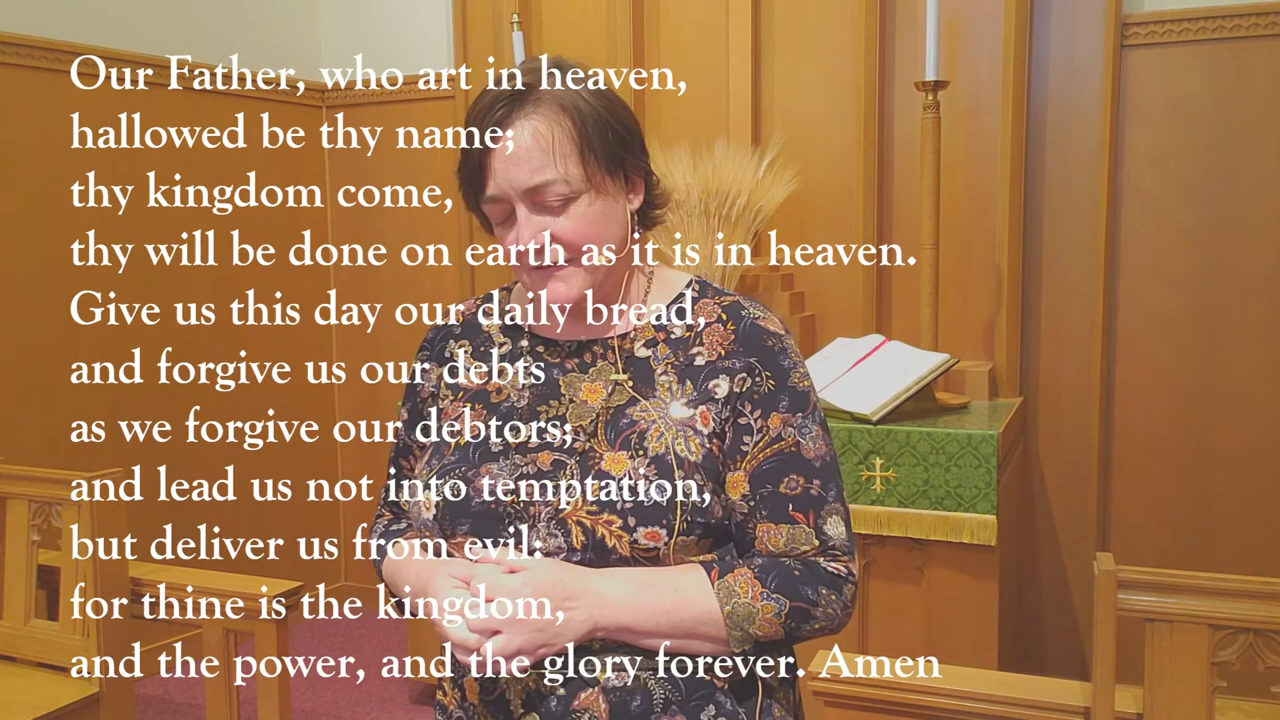 Our Father, who art in heaven,
hallowed be thy name;
thy kingdom come,
thy will be done on earth as it is in heaven.
Give us this day our daily bread,
and forgive us our debts
as we forgive our debtors;
and lead us not into temptation,
but deliver us from evil:
for thine is the kingdom,
and the power, and the glory forever. Amen